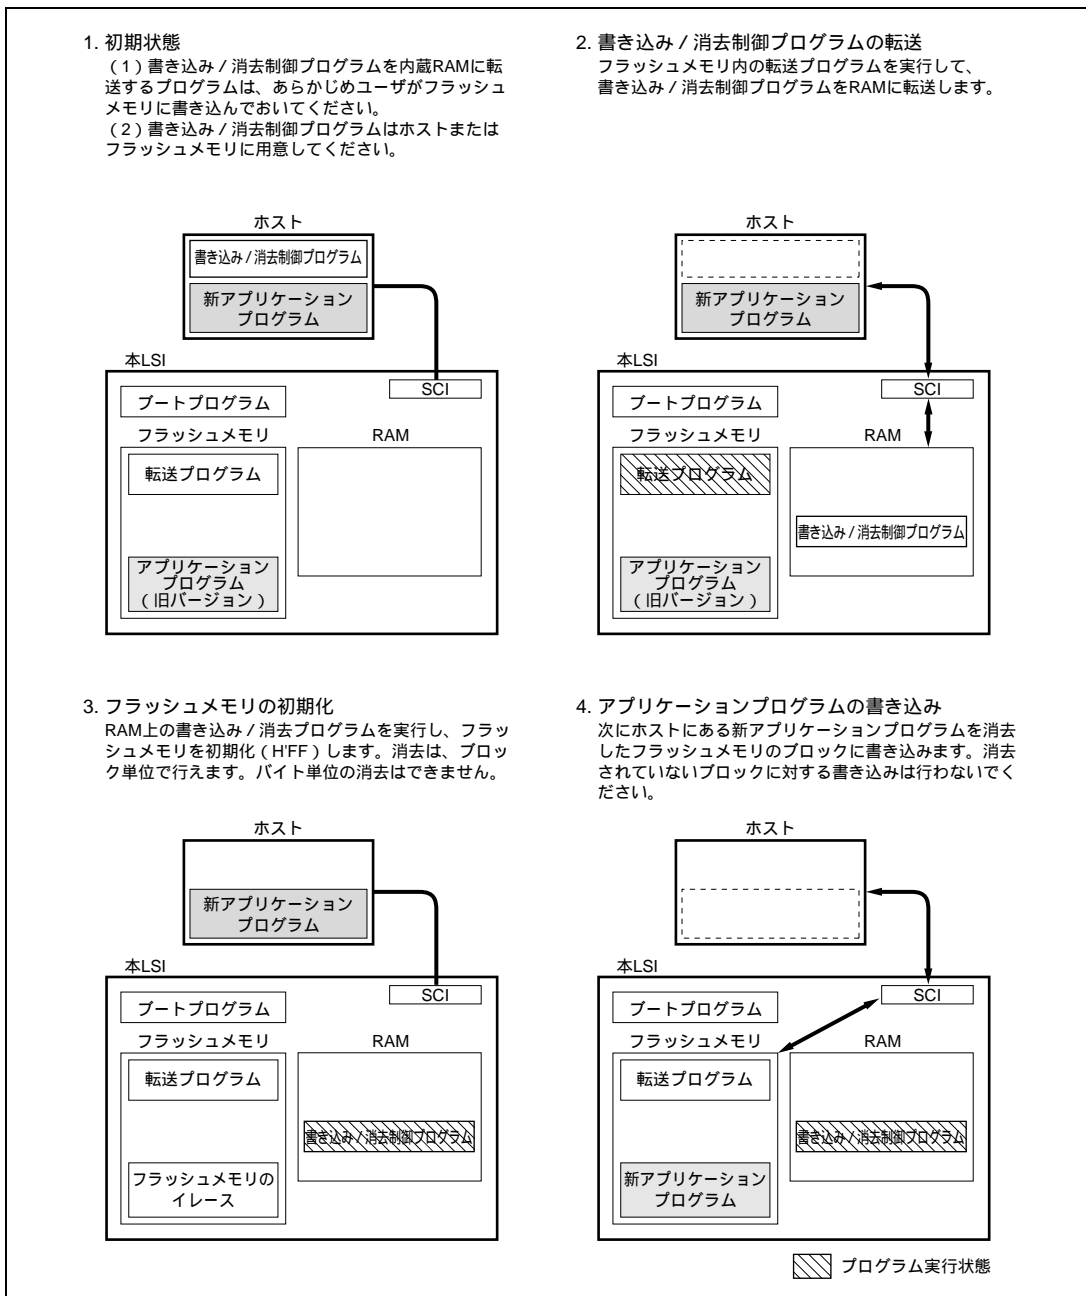 1. 初期状態
（1）書き込み / 消去制御プログラムを内蔵RAMに転
送するプログラムは、あらかじめユーザがフラッシュ
メモリに書き込んでおいてください。
（2）書き込み / 消去制御プログラムはホストまたは
フラッシュメモリに用意してください。
ホスト
書き込み / 消去制御プログラム
新アプリケーション
プログラム
本LSI
SCI
ブートプログラム
フラッシュメモリ
RAM
転送プログラム
アプリケーション
プログラム
（旧バージョン）
2. 書き込み / 消去制御プログラムの転送
フラッシュメモリ内の転送プログラムを実行して、
書き込み / 消去制御プログラムをRAMに転送します。
ホスト
新アプリケーション
プログラム
本LSI
SCI
ブートプログラム
フラッシュメモリ
RAM
転送プログラム
書き込み / 消去制御プログラム
アプリケーション
プログラム
（旧バージョン）
3. フラッシュメモリの初期化
RAM上の書き込み / 消去プログラムを実行し、フラッ
シュメモリを初期化（H'FF）します。消去は、ブロッ
ク単位で行えます。バイト単位の消去はできません。
ホスト
新アプリケーション
プログラム
本LSI
SCI
ブートプログラム
フラッシュメモリ
RAM
転送プログラム
書き込み / 消去制御プログラム
フラッシュメモリの
イレース
4. アプリケーションプログラムの書き込み
次にホストにある新アプリケーションプログラムを消去
したフラッシュメモリのブロックに書き込みます。消去
されていないブロックに対する書き込みは行わないでく
ださい。
ホスト
本LSI
SCI
ブートプログラム
フラッシュメモリ
RAM
転送プログラム
書き込み / 消去制御プログラム
新アプリケーション
プログラム
プログラム実行状態